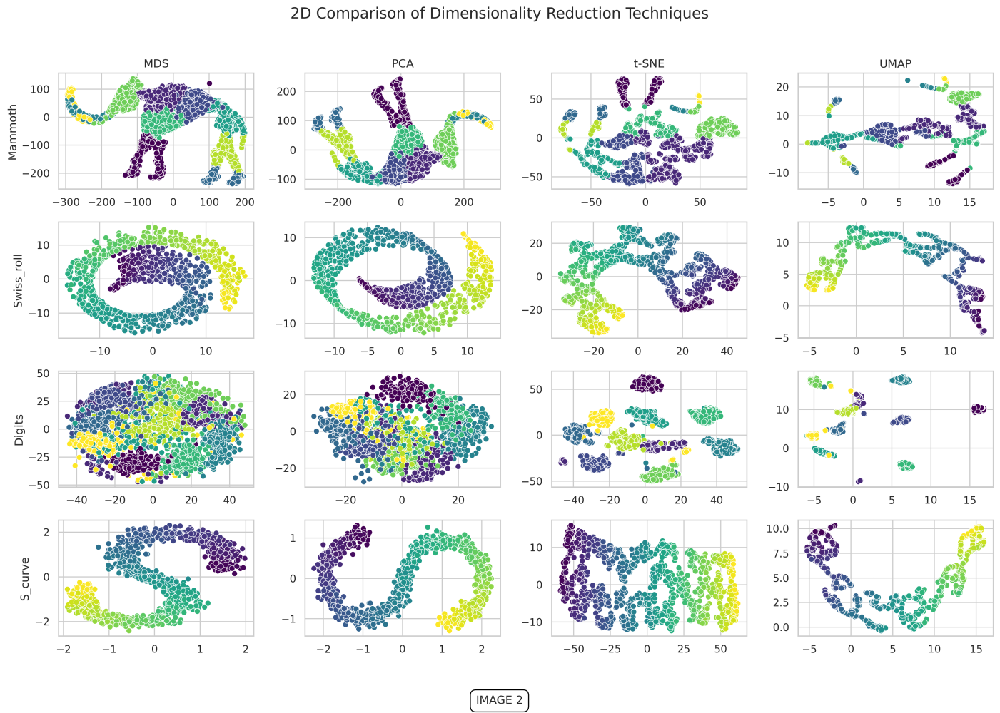 2D Comparison of Dimensionality Reduction Techniques
MDS PCA t-SNE UMAP
Mammoth
100
0
−100
−200
−300 −200 −100 0 100 200
200
100
0
−100
−200 0 200
50
0
−50
−50 0 50
20
10
0
−10
−5 0 5 10 15
Swiss_roll
10
0
−10
−10 0 10
10
0
−10
−10 −5 0 5 10
20
0
−20
−20 0 20 40
10
5
0
−5
−5 0 5 10
Digits
50
25
0
−25
−50
−40 −20 0 20 40
20
0
−20
−20 0 20
50
0
−50
−40 −20 0 20 40
10
0
−10
−5 0 5 10 15
S_curve
2
0
−2
−2 −1 0 1 2
1
0
−1
−2 −1 0 1 2
10
0
−10
−50 −25 0 25 50
10.0
7.5
5.0
2.5
0.0
−5 0 5 10 15
IMAGE 2